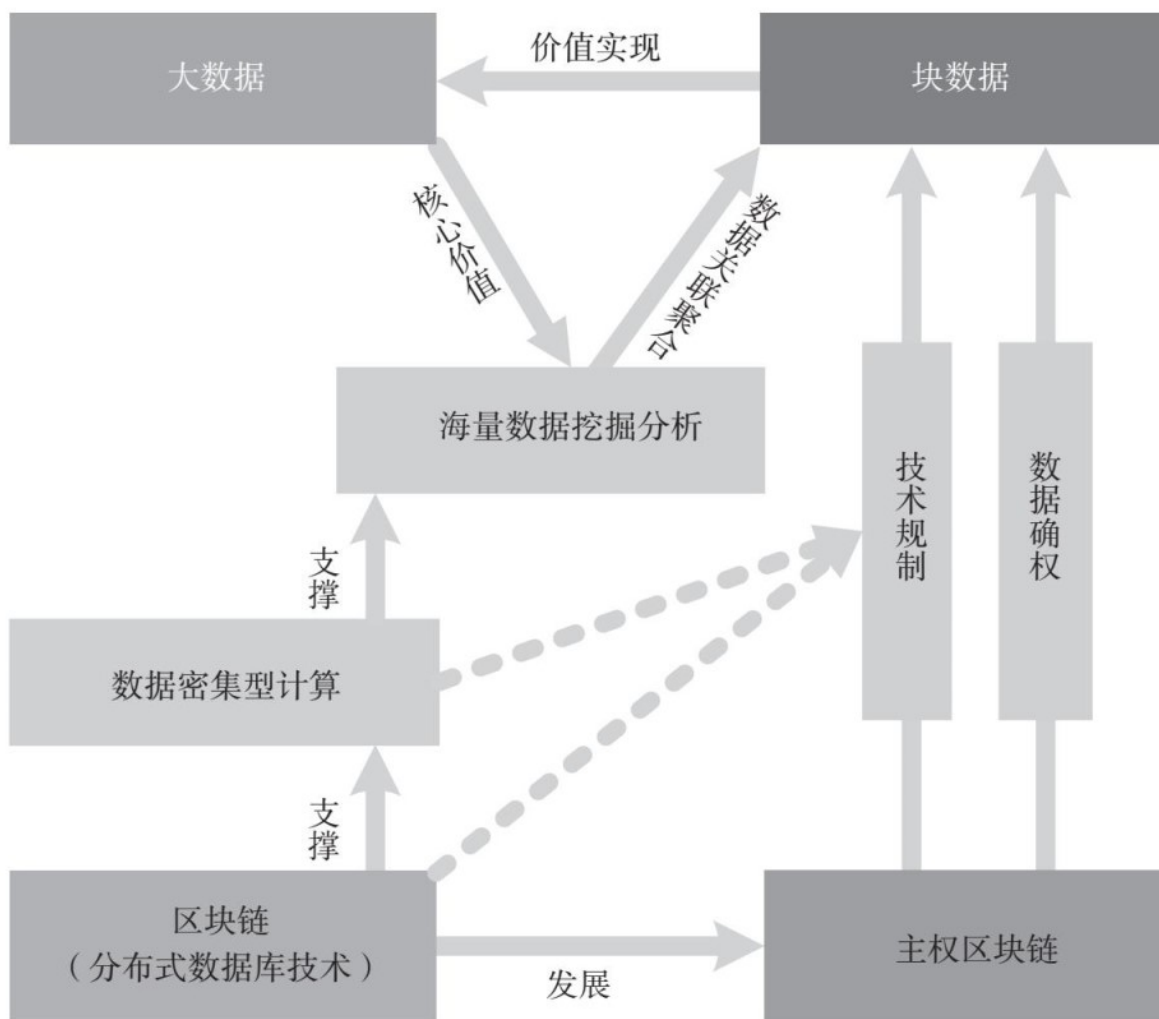 大数据
价值实现
块数据
核心价值
数据关联聚合
海量数据挖掘分析
技术规制
数据确权
支撑
数据密集型计算
支撑
区块链
（分布式数据库技术）
发展
主权区块链